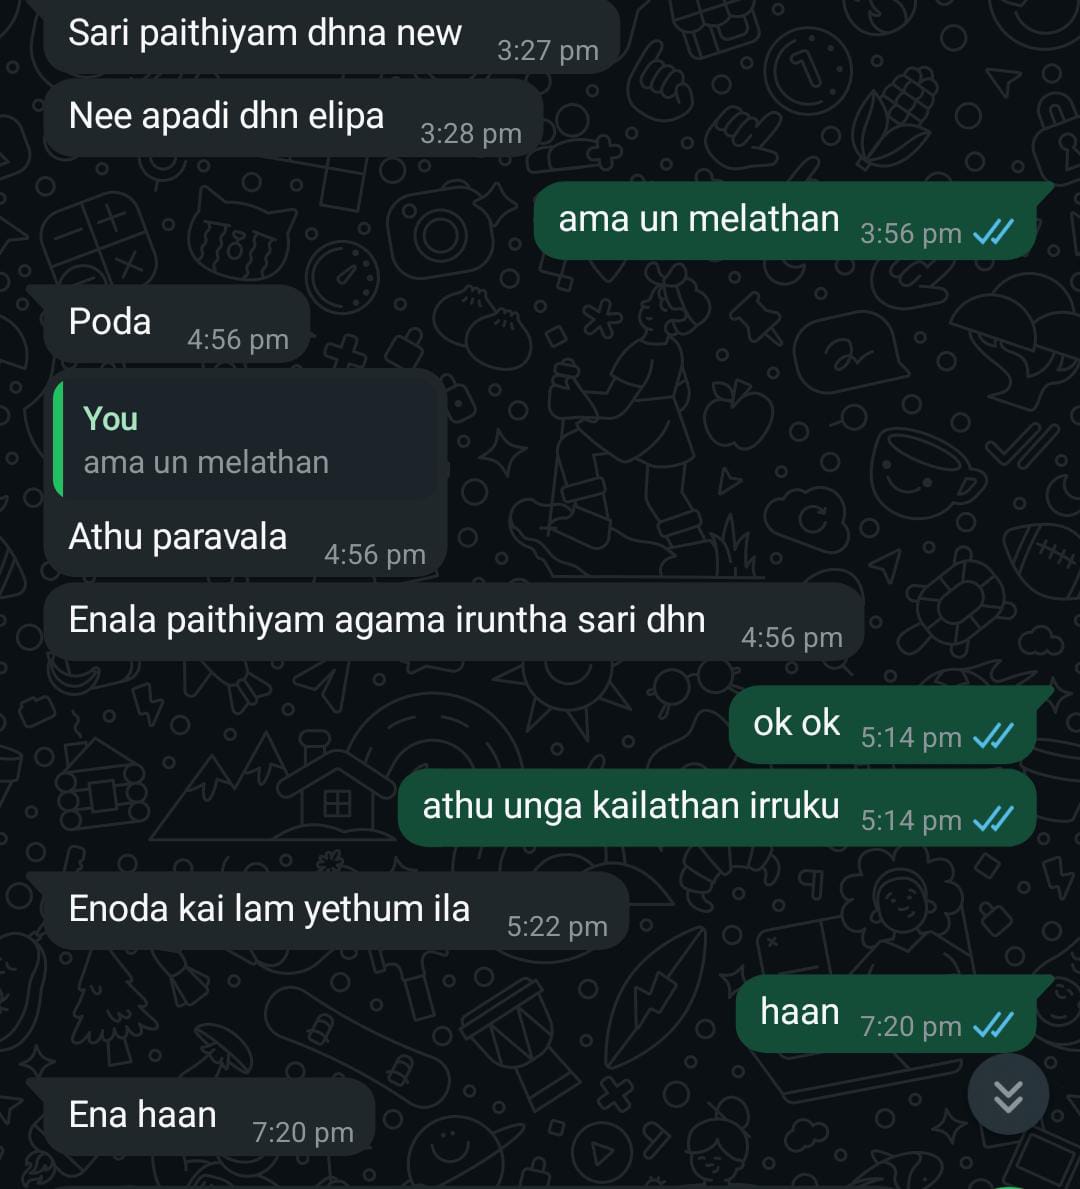 Sari paithiyam dhna new 3:27 pm
Nee apadi dhn elipa 3:28 pm
ama un melathan 3:56 pm
Poda 4:56 pm
You
ama un melathan
Athu paravala 4:56 pm
Enala paithiyam agama iruntha sari dhn 4:56 pm
ok ok 5:14 pm
athu unga kailathan irruku 5:14 pm
Enoda kai lam yethum ila 5:22 pm
haan 7:20 pm
Ena haan 7:20 pm